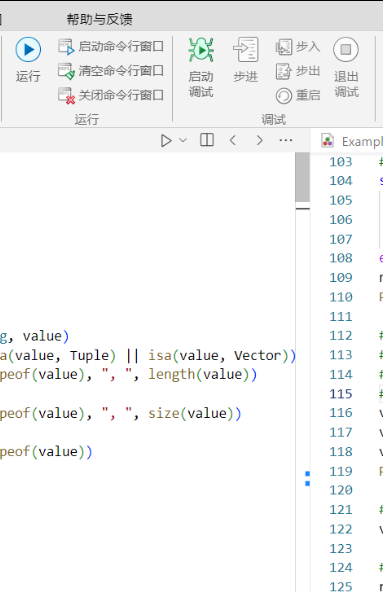 帮助与反馈
运行
启动命令行窗口
清空命令行窗口
关闭命令行窗口
运行
启动
调试
步进
步入
步出
重启
退出
调试
调试
g, value)
a(value, Tuple) || isa(value, Vector))
peof(value), ", ", length(value))
peof(value), ", ", size(value))
peof(value))
Examp
103 #
104 s
105
106
107
108 e
109 r
110
111
112 #
113 #
114 #
115 #
116 v
117 v
118 v
119
120
121 #
122 v
123
124 #
125 r